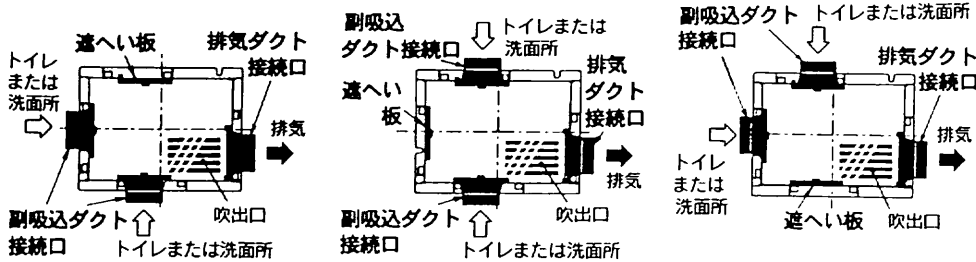 遮へい板
排気ダクト
接続口
トイレ
または
洗面所
排気
吹出口
副吸込ダクト
接続口
トイレまたは洗面所
副吸込
ダクト接続口
トイレまたは
洗面所
遮へい
板
排気
ダクト
接続口
排気
吹出口
副吸込ダクト
接続口
トイレまたは洗面所
副吸込ダクト
接続口
トイレまたは洗面所
排気ダクト
接続口
排気
トイレ
または
洗面所
遮へい板
吹出口